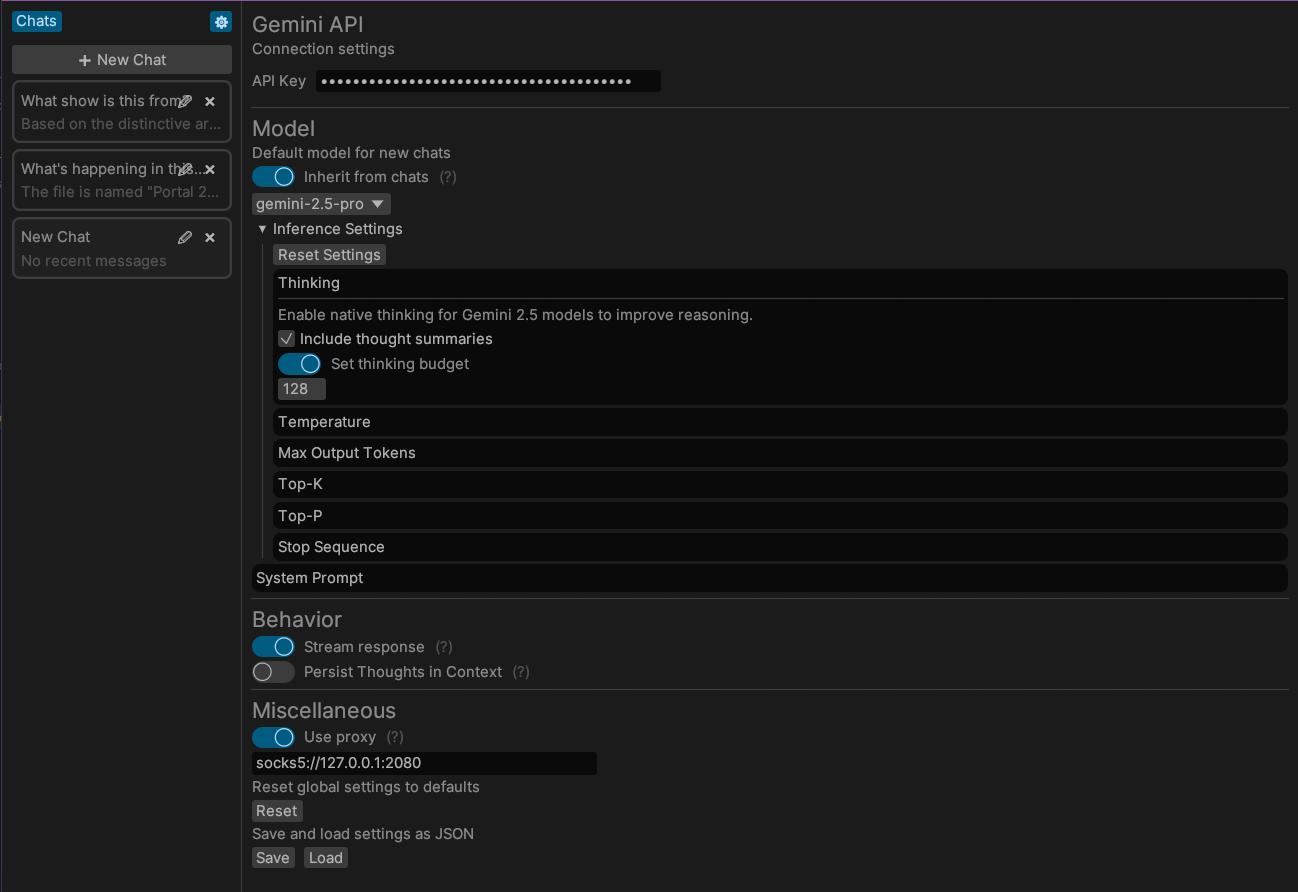 Chats
+ New Chat
What show is this from
Based on the distinctive ar...
What's happening in this...
The file is named "Portal 2...
New Chat
No recent messages
Gemini API
Connection settings
API Key ••••••••••••••••••••••••••••••••••••••
Model
Default model for new chats
Inherit from chats (?)
gemini-2.5-pro
Inference Settings
Reset Settings
Thinking
Enable native thinking for Gemini 2.5 models to improve reasoning.
Include thought summaries
Set thinking budget
128
Temperature
Max Output Tokens
Top-K
Top-P
Stop Sequence
System Prompt
Behavior
Stream response (?)
Persist Thoughts in Context (?)
Miscellaneous
Use proxy (?)
socks5://127.0.0.1:2080
Reset global settings to defaults
Reset
Save and load settings as JSON
Save Load